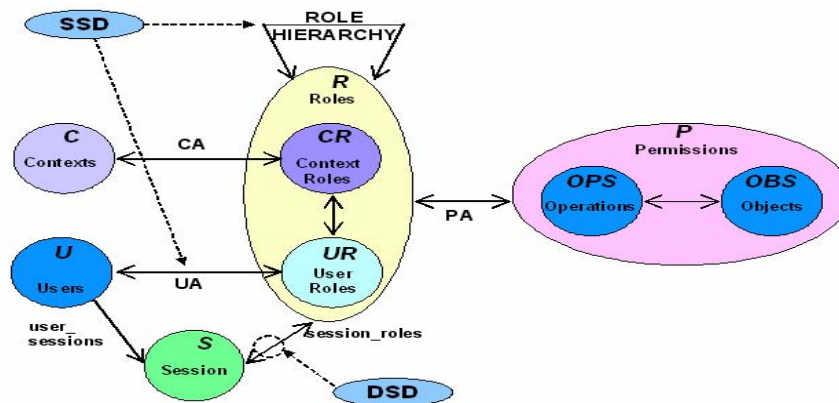 SSD
ROLE
HIERARCHY
R
Roles
C
Contexts
CA
CR
Context
Roles
P
Permissions
OPS
Operations
OBS
Objects
PA
U
Users
UA
UR
User
Roles
user_
sessions
S
Session
session_roles
DSD